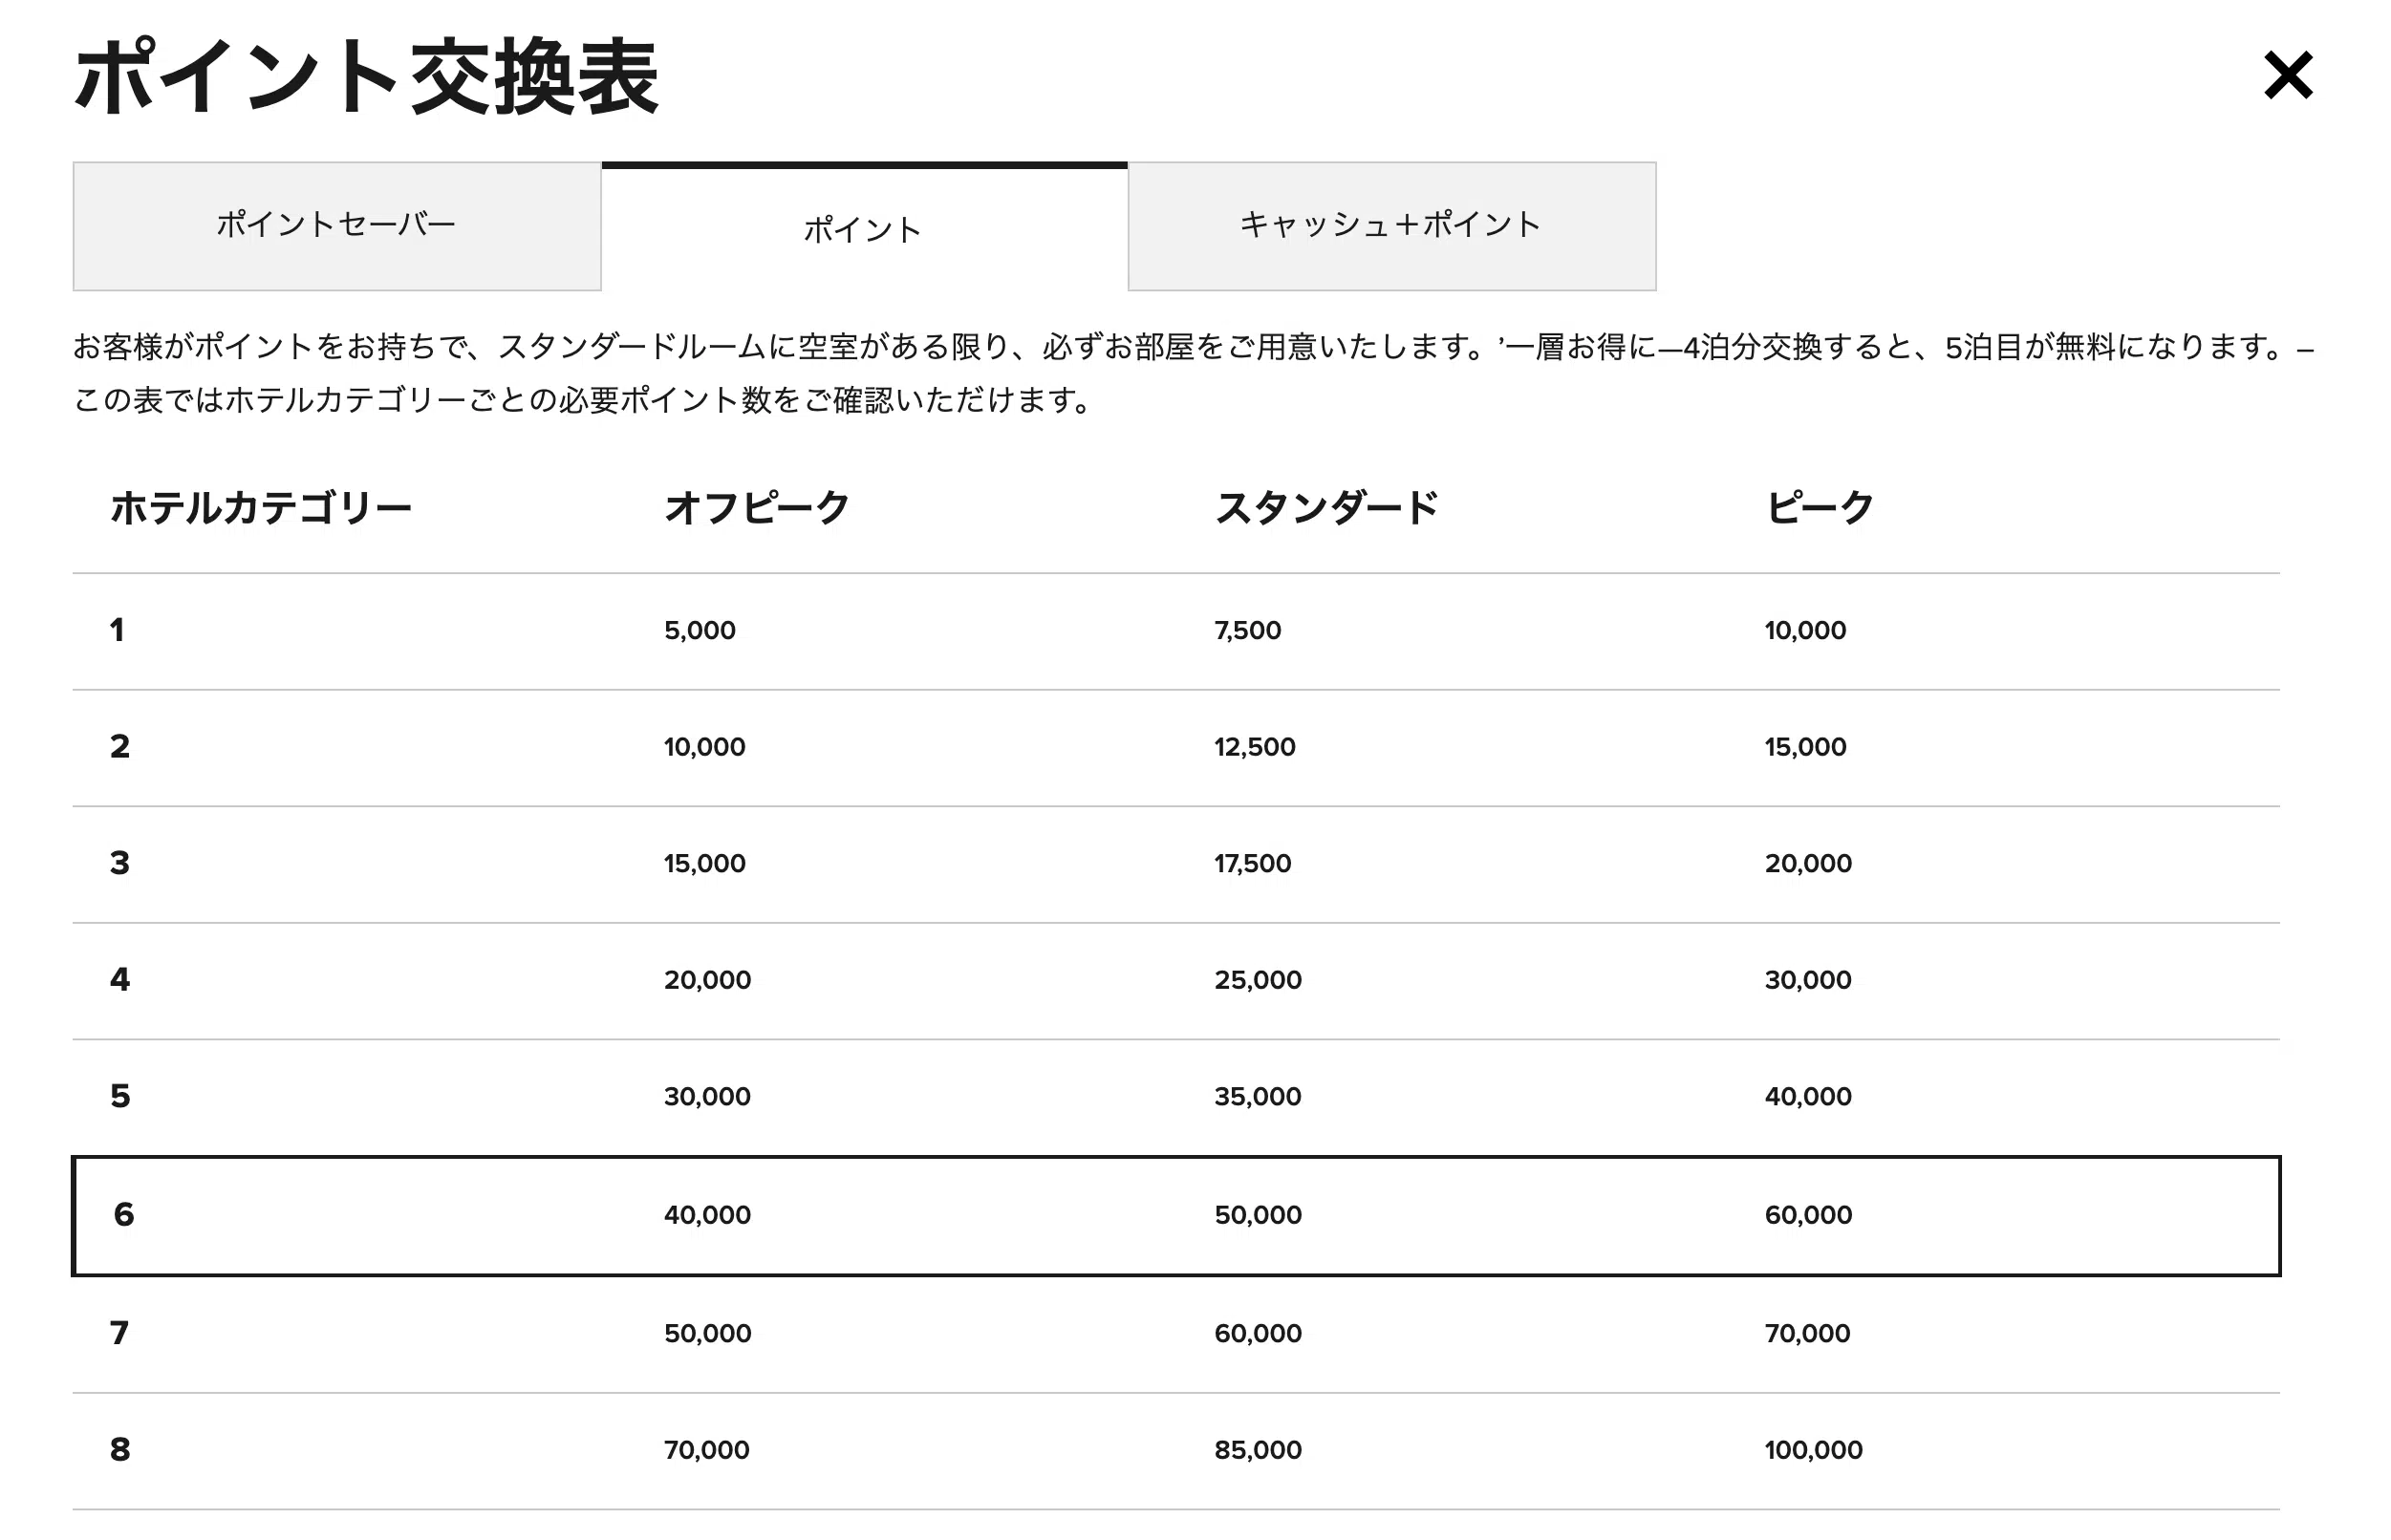 ポイント交換表
ポイントセーバー ポイント キャッシュ+ポイント
お客様がポイントをお持ちで、スタンダードルームに空室がある限り、必ずお部屋をご用意いたします。’一層お得に—4泊分交換すると、5泊目が無料になります。–
この表ではホテルカテゴリーごとの必要ポイント数をご確認いただけます。
ホテルカテゴリー オフピーク スタンダード ピーク
1 5,000 7,500 10,000
2 10,000 12,500 15,000
3 15,000 17,500 20,000
4 20,000 25,000 30,000
5 30,000 35,000 40,000
6 40,000 50,000 60,000
7 50,000 60,000 70,000
8 70,000 85,000 100,000